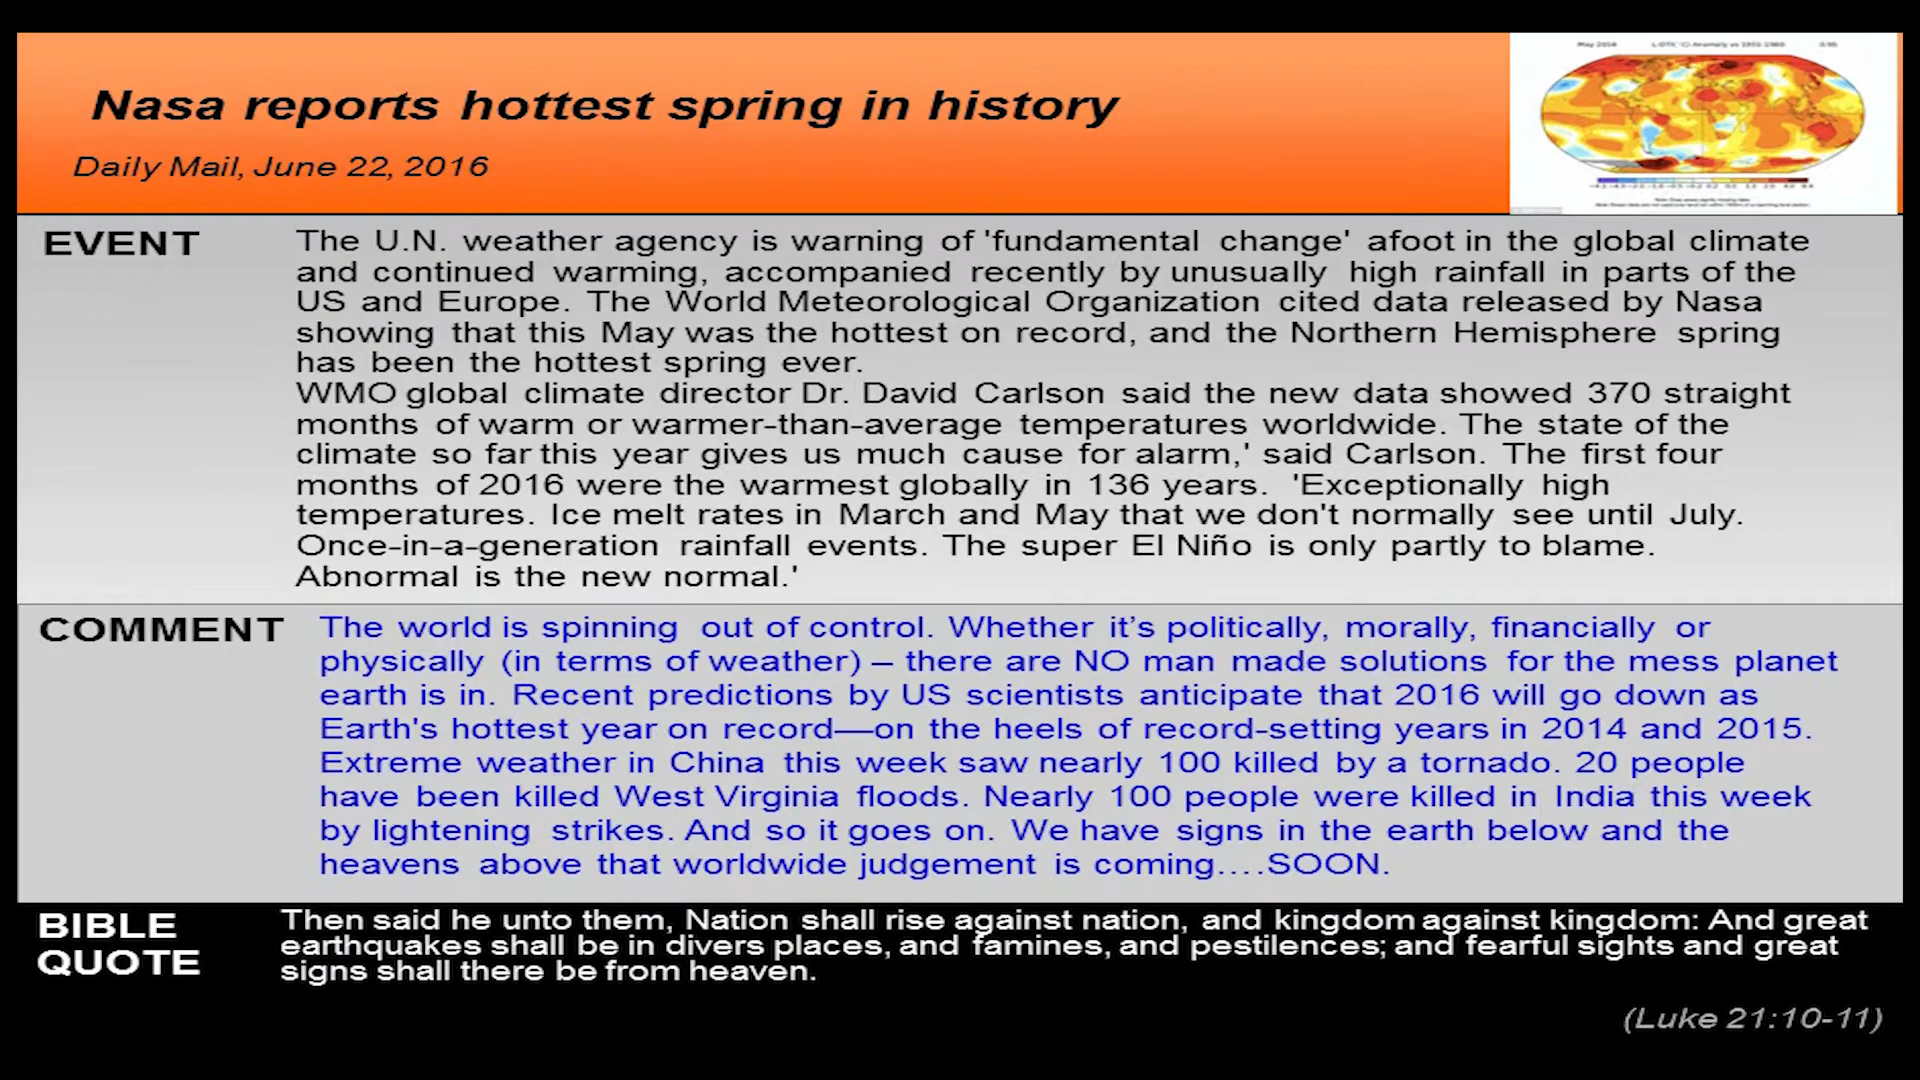 Nasa reports hottest spring in history
Daily Mail, June 22, 2016
May 2016
EVENT
The U.N. weather agency is warning of 'fundamental change' afoot in the global climate
and continued warming, accompanied recently by unusually high rainfall in parts of the
US and Europe. The World Meteorological Organization cited data released by Nasa
showing that this May was the hottest on record, and the Northern Hemisphere spring
has been the hottest spring ever.
WMO global climate director Dr. David Carlson said the new data showed 370 straight
months of warm or warmer-than-average temperatures worldwide. The state of the
climate so far this year gives us much cause for alarm,' said Carlson. The first four
months of 2016 were the warmest globally in 136 years. 'Exceptionally high
temperatures. Ice melt rates in March and May that we don't normally see until July.
Once-in-a-generation rainfall events. The super El Niño is only partly to blame.
Abnormal is the new normal.'
COMMENT
The world is spinning out of control. Whether it’s politically, morally, financially or
physically (in terms of weather) – there are NO man made solutions for the mess planet
earth is in. Recent predictions by US scientists anticipate that 2016 will go down as
Earth's hottest year on record—on the heels of record-setting years in 2014 and 2015.
Extreme weather in China this week saw nearly 100 killed by a tornado. 20 people
have been killed West Virginia floods. Nearly 100 people were killed in India this week
by lightening strikes. And so it goes on. We have signs in the earth below and the
heavens above that worldwide judgement is coming....SOON.
BIBLE
QUOTE
Then said he unto them, Nation shall rise against nation, and kingdom against kingdom: And great
earthquakes shall be in divers places, and famines, and pestilences; and fearful sights and great
signs shall there be from heaven.
(Luke 21:10-11)